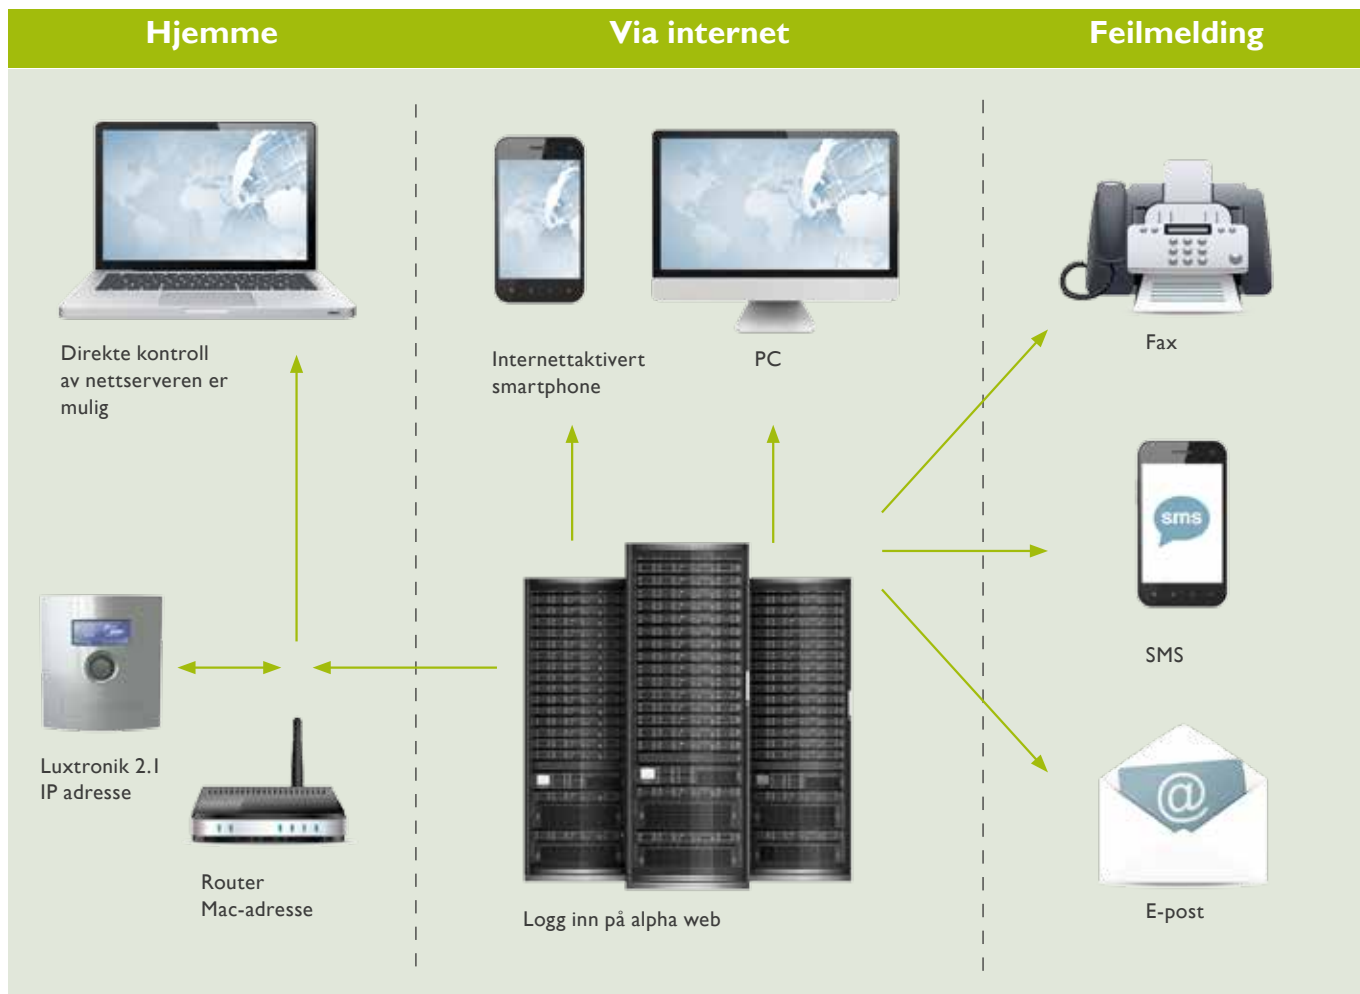 Hjemme
Via internet
Feilmelding
Direkte kontroll
av nettserveren er
mulig
Internettaktivert
smartphone
PC
Fax
sms
SMS
Luxtronik 2.1
IP adresse
Router
Mac-adresse
Logg inn på alpha web
@
E-post